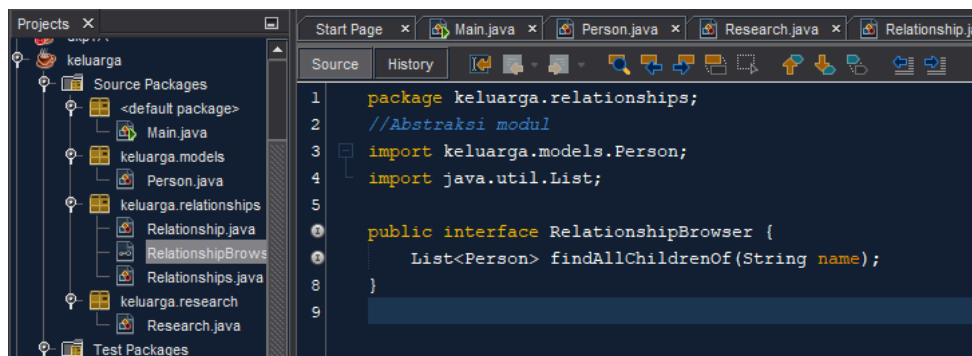 Projects
ukp1A
keluarga
Source Packages
<default package>
Main.java
keluarga.models
Person.java
keluarga.relationships
Relationship.java
RelationshipBrows
Relationships.java
keluarga.research
Research.java
Test Packages
Start Page Main.java Person.java Research.java Relationship.j
Source History
1 package keluarga.relationships;
2 //Abstraksi modul
3 import keluarga.models.Person;
4 import java.util.List;
5
public interface RelationshipBrowser {
List<Person> findAllChildrenOf(String name);
8 }
9